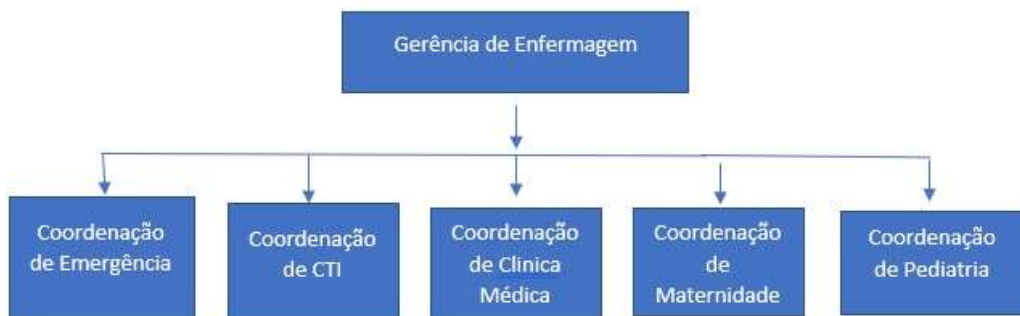 Gerência de Enfermagem
Coordenação
de Emergência
Coordenação
de CTI
Coordenação
de Clinica
Médica
Coordenação
de
Maternidade
Coordenação
de Pediatria